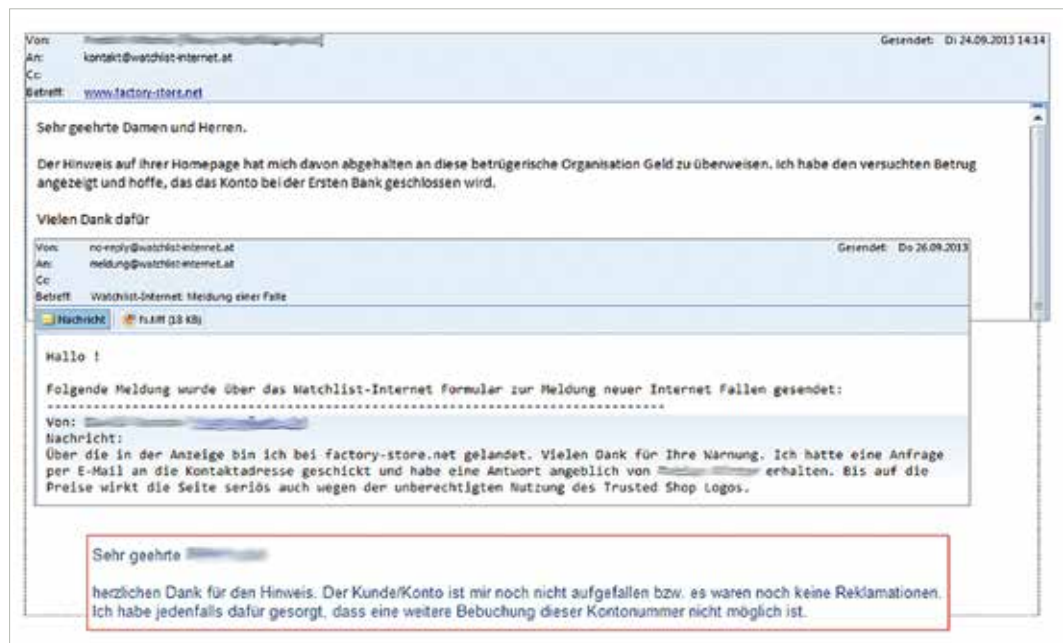 Von:
Gesendet: Di 24.09.2013 14:14
An: kontakt@watchlist-internet.at
Cc:
Betreff: www.factory-store.net
Sehr geehrte Damen und Herren.
Der Hinweis auf Ihrer Homepage hat mich davon abgehalten an diese betrügerische Organisation Geld zu überweisen. Ich habe den versuchten Betrug
angezeigt und hoffe, das das Konto bei der Ersten Bank geschlossen wird.
Vielen Dank dafür
Von: no-reply@watchlist-internet.at
Gesendet: Do 26.09.2013
An: meldung@watchlist-internet.at
Cc:
Betreff: Watchlist-Internet: Meldung einer Falle
Nachricht
Hallo !
Folgende Meldung wurde über das Watchlist-Internet Formular zur Meldung neuer Internet Fallen gesendet:
Von:
Nachricht:
Über die in der Anzeige bin ich bei factory-store.net gelandet. Vielen Dank für Ihre Warnung. Ich hatte eine Anfrage
per E-Mail an die Kontaktadresse geschickt und habe eine Antwort angeblich von erhalten. Bis auf die
Preise wirkt die Seite seriös auch wegen der unberechtigten Nutzung des Trusted Shop Logos.
Sehr geehrte
herzlichen Dank für den Hinweis. Der Kunde/Konto ist mir noch nicht aufgefallen bzw. es waren noch keine Reklamationen.
Ich habe jedenfalls dafür gesorgt, dass eine weitere Bebuchung dieser Kontonummer nicht möglich ist.